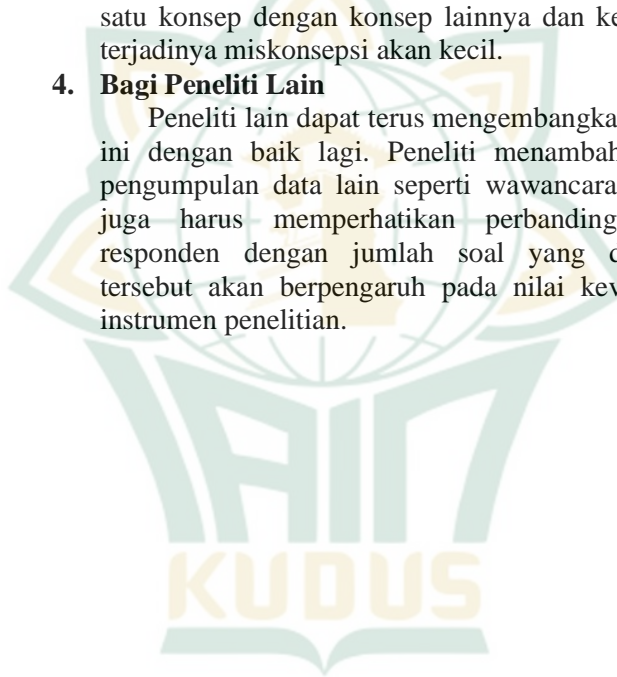 satu konsep dengan konsep lainnya dan ke
terjadinya miskonsepsi akan kecil.
4. Bagi Peneliti Lain
Peneliti lain dapat terus mengembangka
ini dengan baik lagi. Peneliti menambah
pengumpulan data lain seperti wawancara
juga harus memperhatikan perbanding
responden dengan jumlah soal yang d
tersebut akan berpengaruh pada nilai kev
instrumen penelitian.
IAIN
KUDUS